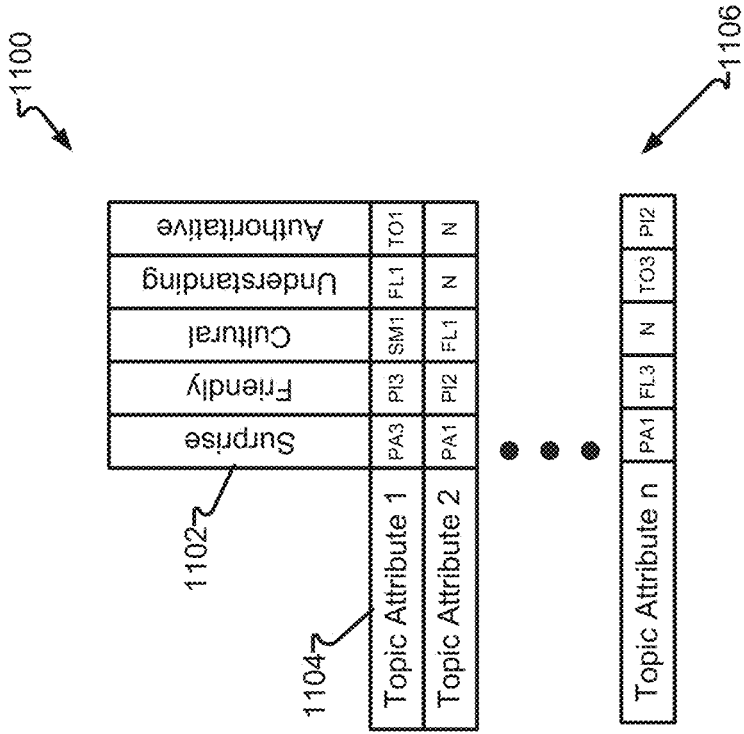 1100
Surprise Friendly Cultural Understanding Authoritative
1102
1104
Topic Attribute 1 PA3 PI3 SM1 FL1 TO1
Topic Attribute 2 PA1 PI2 FL1 N N
Topic Attribute n PA1 FL3 N TO3 PI2
1106